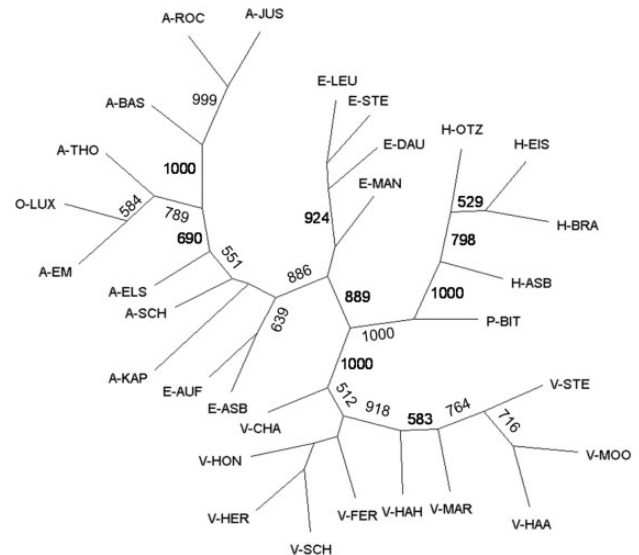 A-ROC
A-JUS
E-LEU
E-STE
A-BAS
999
H-OTZ
H-EIS
A-THO
E-DAU
1000
E-MAN
O-LUX
584
789
924
529
H-BRA
690
551
798
A-EM
A-ELS
886
H-ASB
A-SCH
889
1000
P-BIT
639
1000
A-KAP
E-AUF
1000
E-ASB
512
V-STE
V-CHA
918
583
764
716
V-HON
V-MOO
V-HER
V-FER
V-HAH
V-MAR
V-HAA
V-SCH